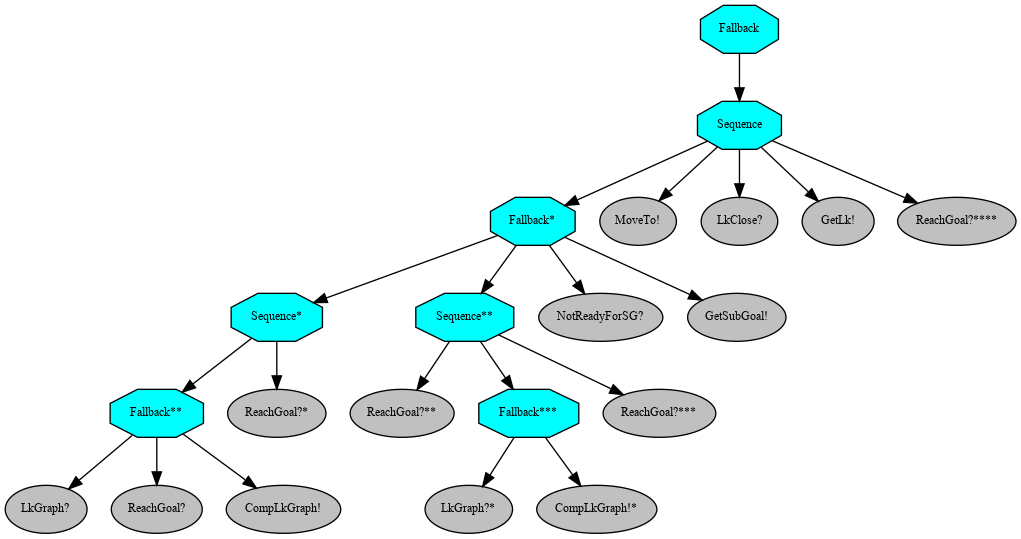 Fallback
Sequence
Fallback*
MoveTo!
LkClose?
GetLk!
ReachGoal?****
Sequence*
Sequence**
NotReadyForSG?
GetSubGoal!
Fallback**
ReachGoal?*
ReachGoal?**
Fallback***
ReachGoal?***
LkGraph?
ReachGoal?
CompLkGraph!
LkGraph?*
CompLkGraph!*